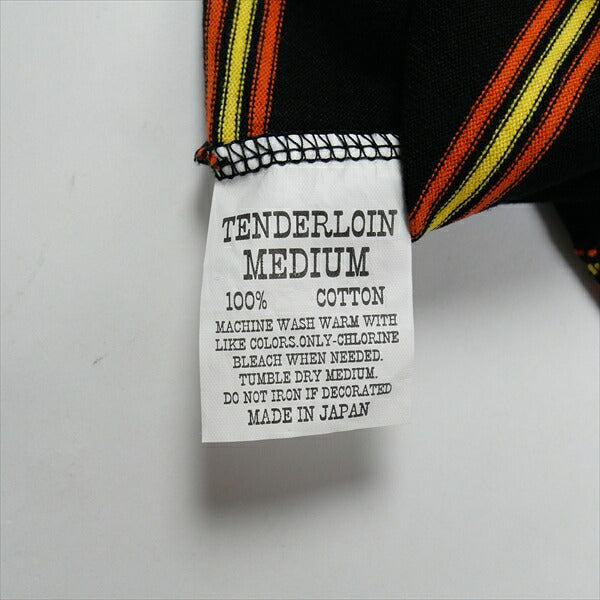 TENDERLOIN
MEDIUM
100% COTTON
MACHINE WASH WARM WITH
LIKE COLORS.ONLY-CHLORINE
BLEACH WHEN NEEDED.
TUMBLE DRY MEDIUM.
DO NOT IRON IF DECORATED
MADE IN JAPAN